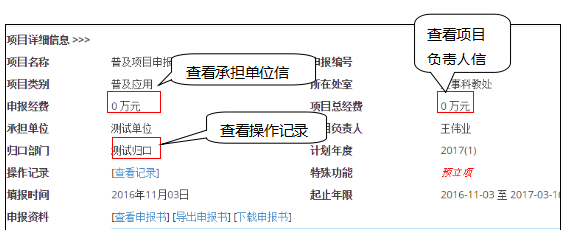 查看项目
负责人信
项目详细信息 >>>
项目名称 普及项目申报 申报编号
查看承担单位信
项目类别 普及应用 所在处室 事科教处
申报经费 0 万元 项目总经费 0 万元
承担单位 测试单位 目负责人 王伟业
查看操作记录
归口部门 测试归口 计划年度 2017(1)
操作记录 [查看记录] 特殊功能 预立项
填报时间 2016年11月03日 起止年限 2016-11-03 至 2017-03-10
申报资料 [查看申报书] [导出申报书] [下载申报书]